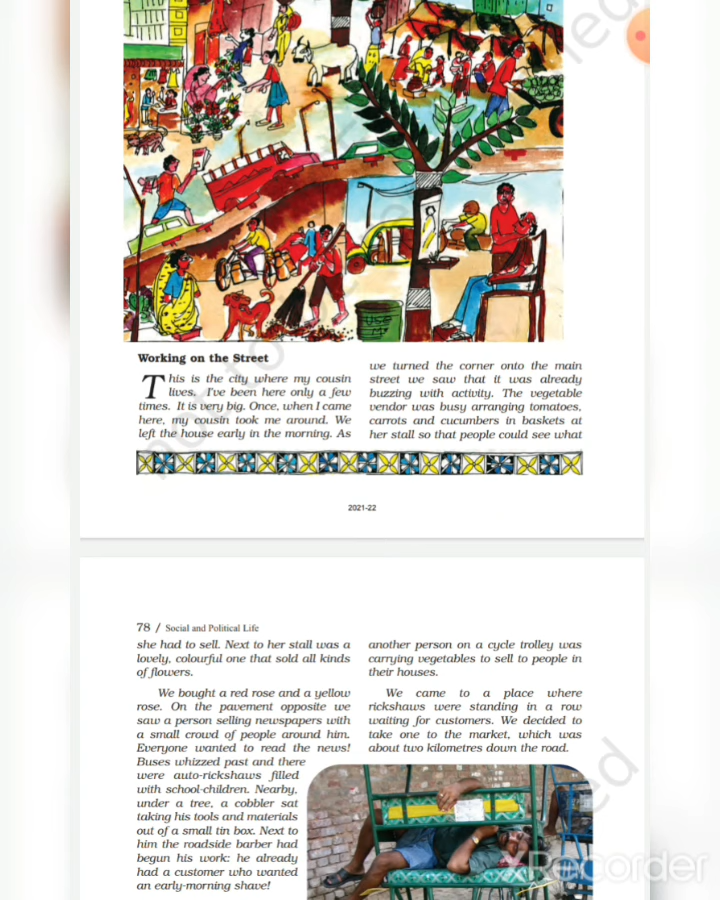 Working on the Street
This is the city where my cousin
lives. I've been here only a few
times. It is very big. Once, when I came
here, my cousin took me around. We
left the house early in the morning. As
we turned the corner onto the main
street we saw that it was already
buzzing with activity. The vegetable
vendor was busy arranging tomatoes,
carrots and cucumbers in baskets at
her stall so that people could see what
2021-22
78 / Social and Political Life
she had to sell. Next to her stall was a
lovely, colourful one that sold all kinds
of flowers.
We bought a red rose and a yellow
rose. On the pavement opposite we
saw a person selling newspapers with
a small crowd of people around him.
Everyone wanted to read the news!
Buses whizzed past and there
were auto-rickshaws filled
with school-children. Nearby,
under a tree, a cobbler sat
taking his tools and materials
out of a small tin box. Next to
him the roadside barber had
begun his work: he already
had a customer who wanted
an early-morning shave!
another person on a cycle trolley was
carrying vegetables to sell to people in
their houses.
We came to a place where
rickshaws were standing in a row
waiting for customers. We decided to
take one to the market, which was
about two kilometres down the road.
USE
ME
not to
XRecorder